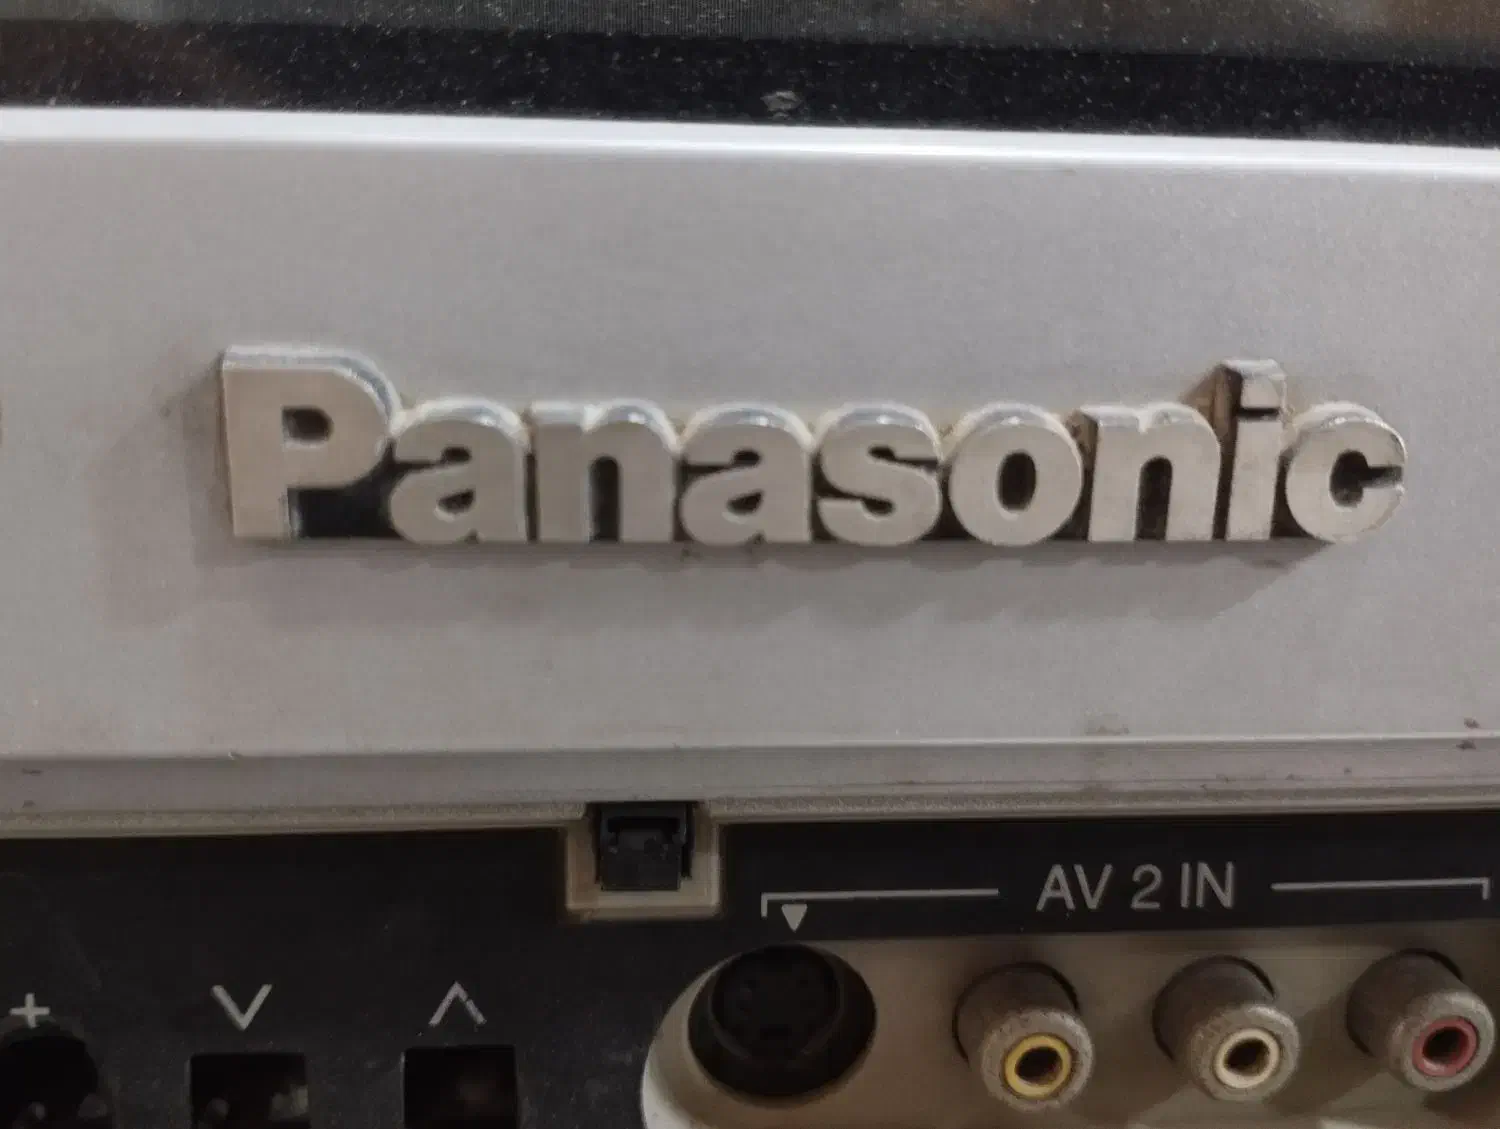 Panasonic
AV 2 IN
+ ∨ ∧